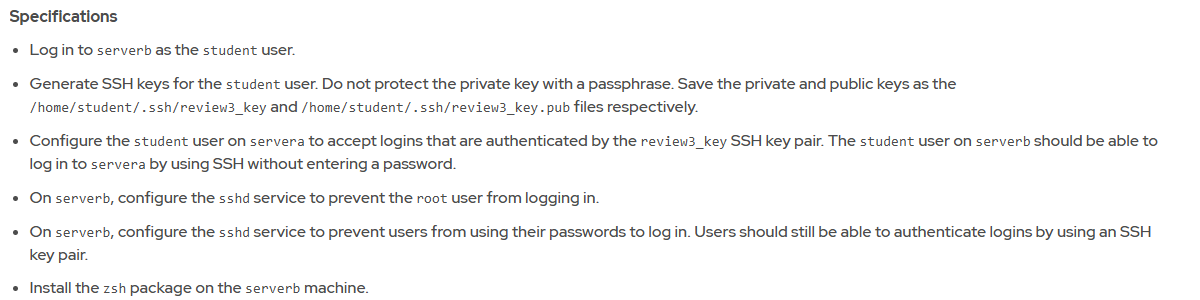 Specifications
• Log in to serverb as the student user.
• Generate SSH keys for the student user. Do not protect the private key with a passphrase. Save the private and public keys as the
/home/student/.ssh/review3_key and /home/student/.ssh/review3_key.pub files respectively.
• Configure the student user on servera to accept logins that are authenticated by the review3_key SSH key pair. The student user on serverb should be able to
log in to servera by using SSH without entering a password.
• On serverb, configure the sshd service to prevent the root user from logging in.
• On serverb, configure the sshd service to prevent users from using their passwords to log in. Users should still be able to authenticate logins by using an SSH
key pair.
• Install the zsh package on the serverb machine.